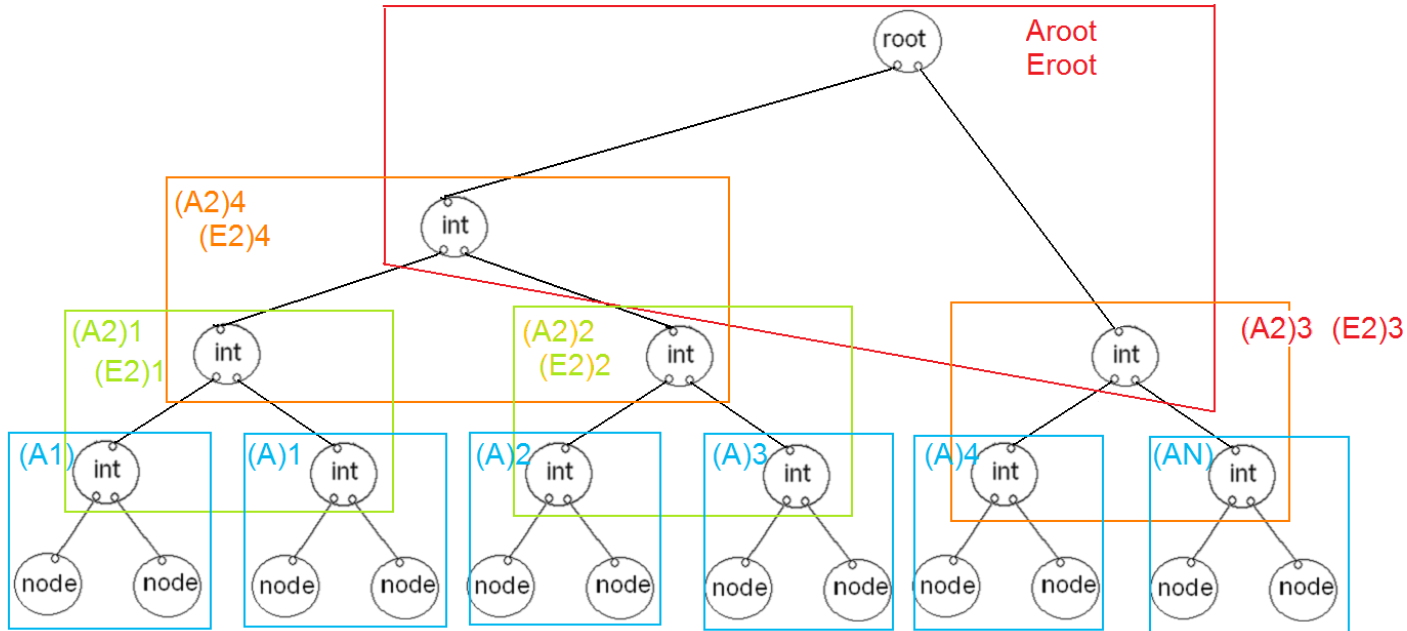 root
Aroot
Eroot
(A2)4
int
(E2)4
(A2)1
(A2)2
(A2)3 (E2)3
int
int
int
(E2)1
(E2)2
(A1)
int
(A)1
int
(A)2
int
(A)3
int
(A)4
int
(AN)
int
node
node
node
node
node
node
node
node
node
node
node
node